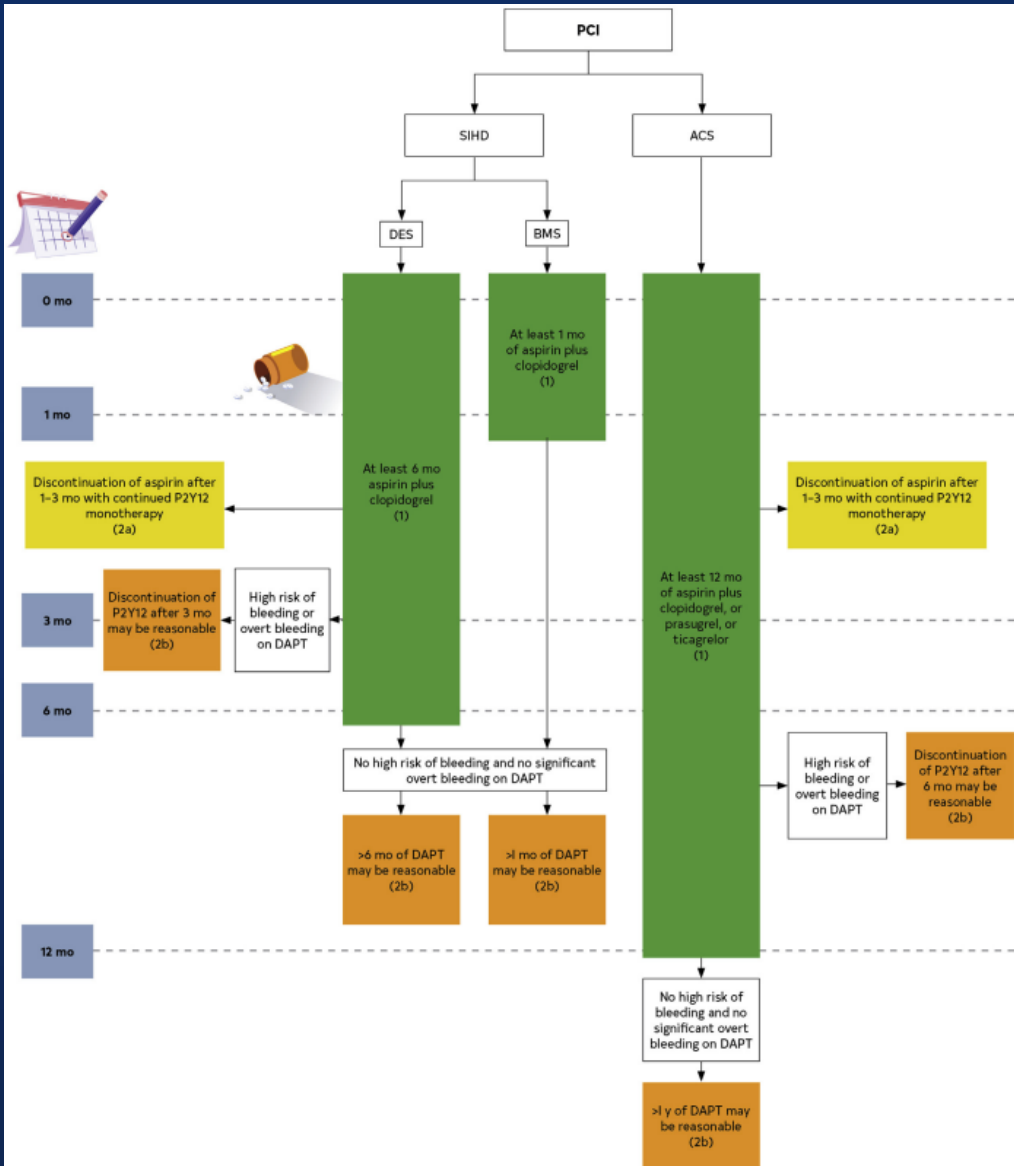 PCI
SIHD
ACS
DES
BMS
0 mo
At least 1 mo
of aspirin plus
clopidogrel
(1)
1 mo
At least 6 mo
aspirin plus
clopidogrel
(1)
Discontinuation of aspirin after
1–3 mo with continued P2Y12
monotherapy
(2a)
Discontinuation of aspirin after
1–3 mo with continued P2Y12
monotherapy
(2a)
3 mo
Discontinuation of
P2Y12 after 3 mo
may be reasonable
(2b)
High risk of
bleeding or
overt bleeding
on DAPT
At least 12 mo
of aspirin plus
clopidogrel, or
prasugrel, or
ticagrelor
(1)
6 mo
No high risk of bleeding and no significant
overt bleeding on DAPT
High risk of
bleeding or
overt bleeding
on DAPT
Discontinuation
of P2Y12 after
6 mo may be
reasonable
(2b)
>6 mo of DAPT
may be reasonable
(2b)
>l mo of DAPT
may be reasonable
(2b)
12 mo
No high risk of
bleeding and no
significant overt
bleeding on DAPT
>l y of DAPT may
be reasonable
(2b)